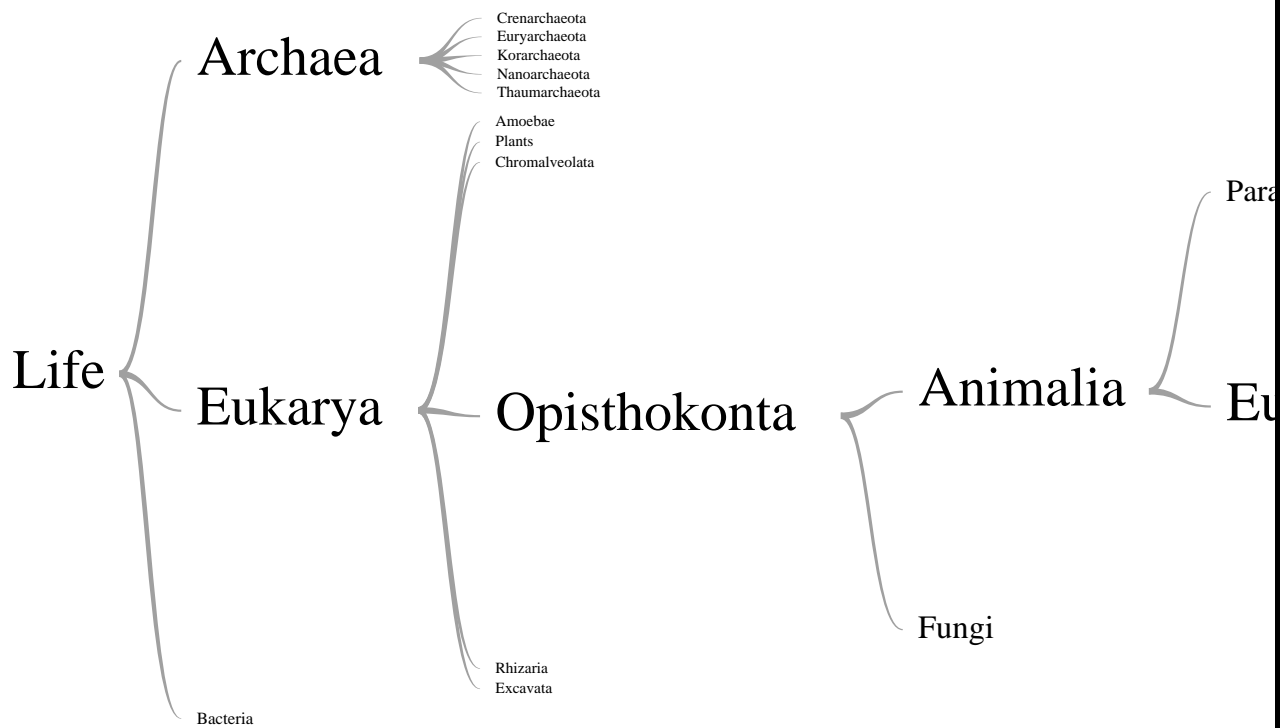 Crenarchaeota
Euryarchaeota
Archaea
Korarchaeota
Nanoarchaeota
Thaumarchaeota
Amoebae
Plants
Chromalveolata
Life
Eukarya
Opisthokonta
Animalia
Fungi
Rhizaria
Excavata
Bacteria